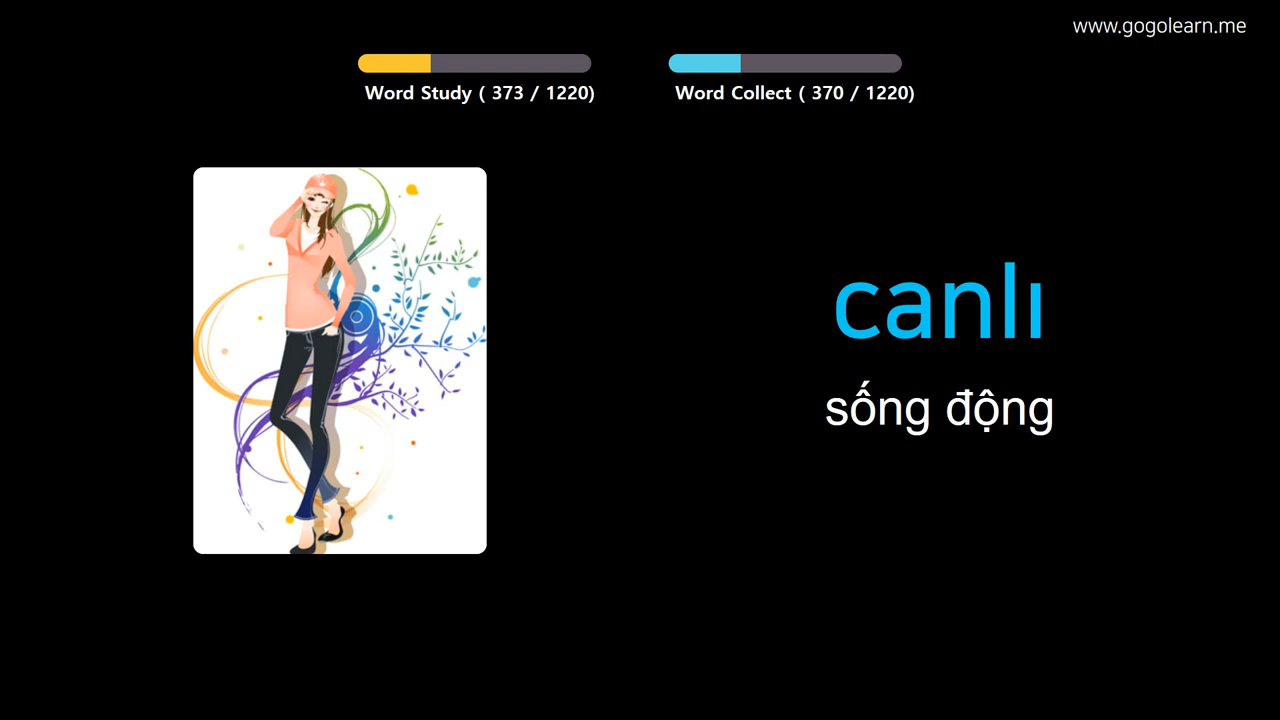 www.gogolearn.me
Word Study ( 373 / 1220)
Word Collect ( 370 / 1220)
canlı
sống động